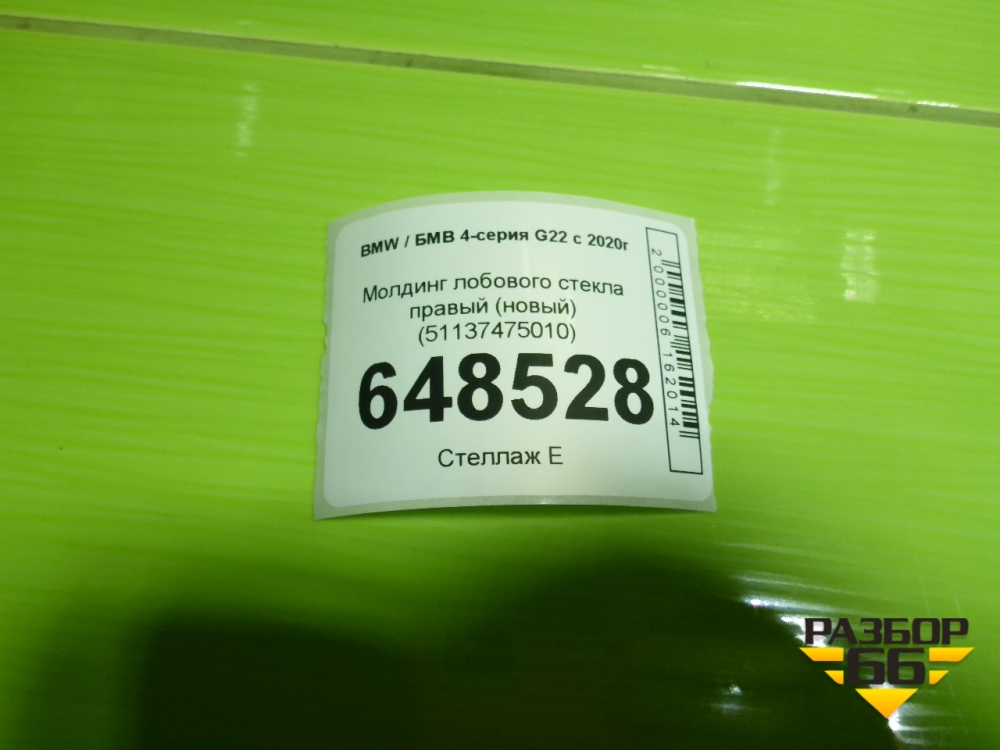 BMW / БМВ 4-серия G22 с 2020г
Молдинг лобового стекла
правый (новый)
(51137475010)
648528
Стеллаж Е
2000006162014
РАЗБОР
66